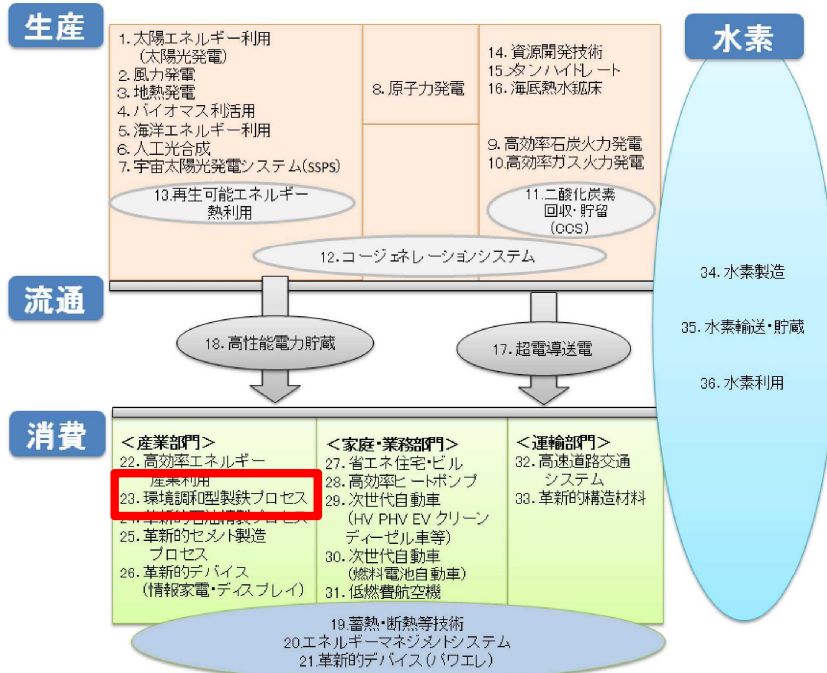 生産
1. 太陽エネルギー利用
(太陽光発電)
2. 風力発電
3. 地熱発電
4. バイオマス利活用
5. 海洋エネルギー利用
6. 人工光合成
7. 宇宙太陽光発電システム(SSPS)
8. 原子力発電
14. 資源開発技術
15. メタンハイドレート
16. 海底熱水鉱床
9. 高効率石炭火力発電
10. 高効率ガス火力発電
13. 再生可能エネルギー
熱利用
11. 二酸化炭素
回収・貯留
(CCS)
12. コージェネレーションシステム
流通
18. 高性能電力貯蔵
17. 超電導送電
消費
<産業部門>
22. 高効率エネルギー
産業利用
23. 環境調和型製鉄プロセス
24. 革新的石油精製プロセス
25. 革新的セメント製造
プロセス
26. 革新的デバイス
(情報家電・ディスプレイ)
<家庭・業務部門>
27. 省エネ住宅・ビル
28. 高効率ヒートポンプ
29. 次世代自動車
(HV PHV EV クリーン
ディーゼル車等)
30. 次世代自動車
(燃料電池自動車)
31. 低燃費航空機
<運輸部門>
32. 高速道路交通
システム
33. 革新的構造材料
19. 蓄熱・断熱等技術
20. エネルギーマネジメントシステム
21. 革新的デバイス(パワエレ)
水素
34. 水素製造
35. 水素輸送・貯蔵
36. 水素利用